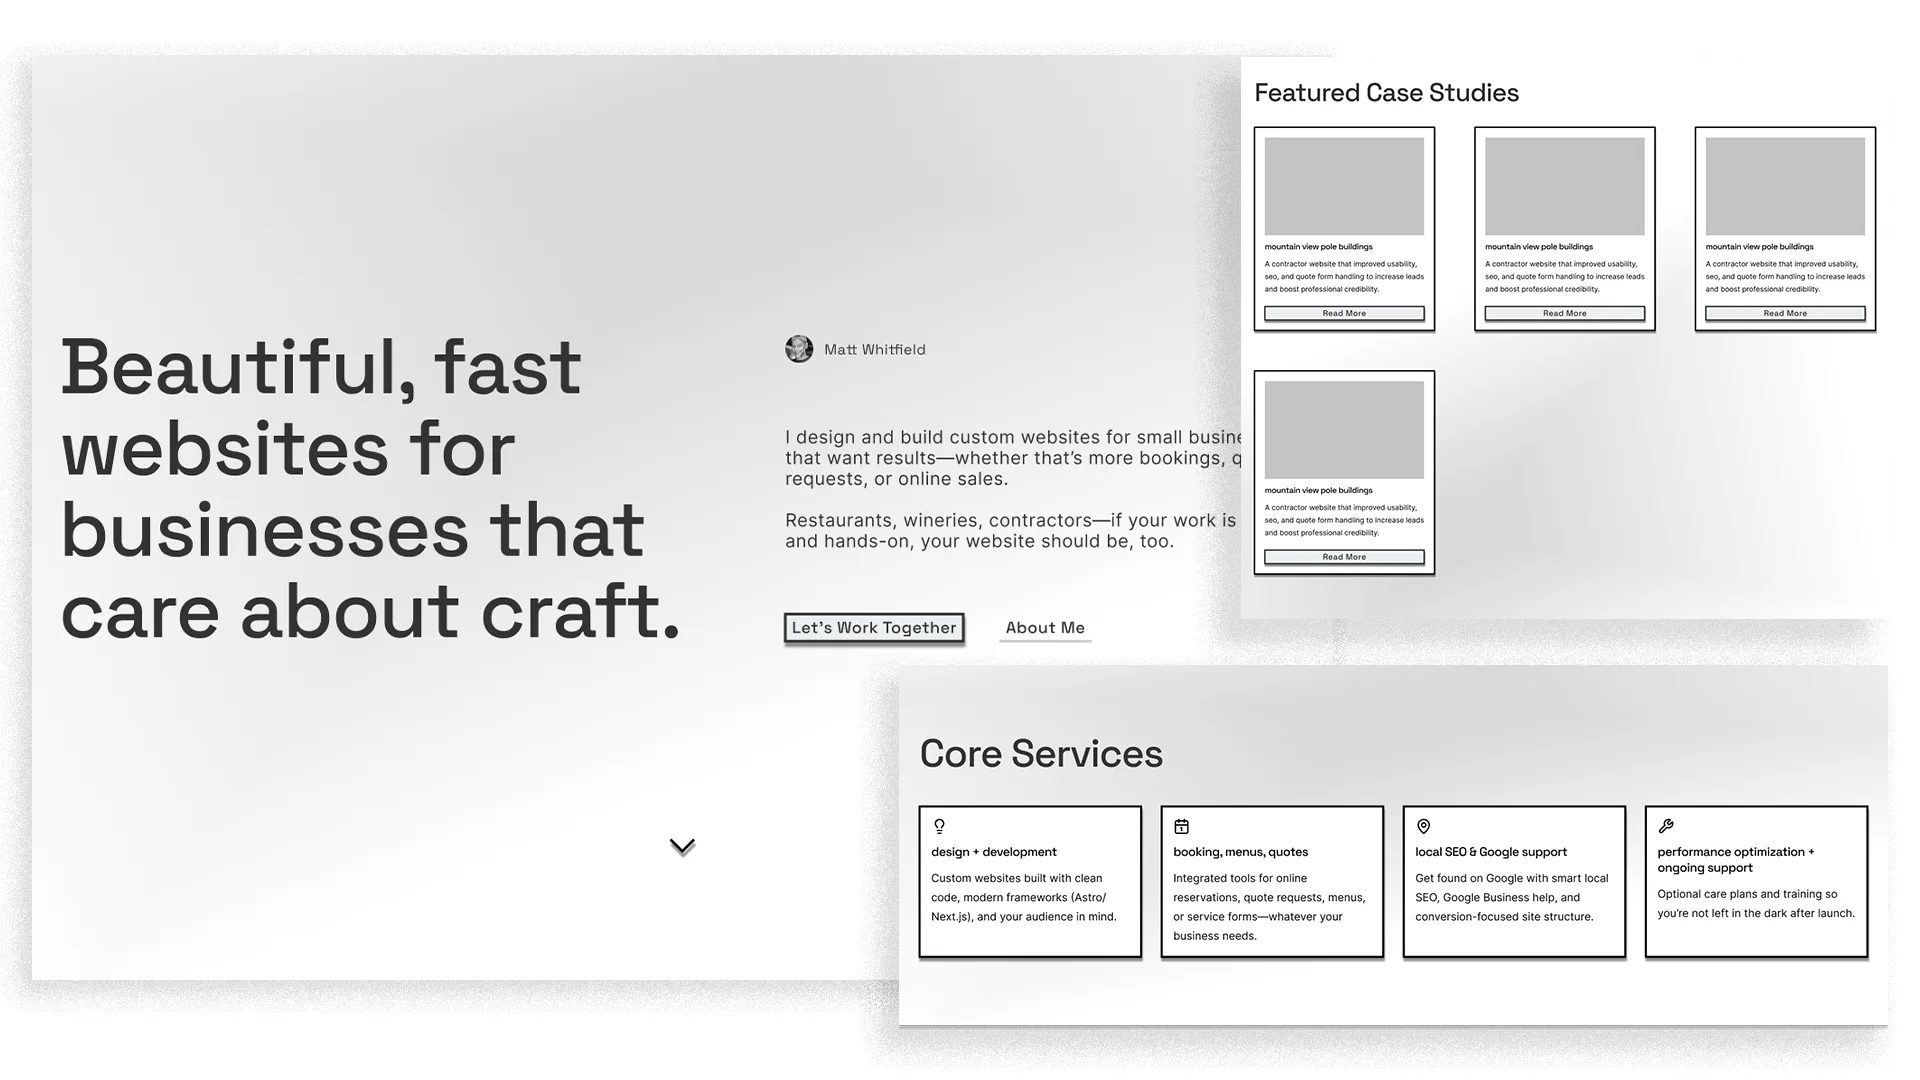 Beautiful, fast
websites for
businesses that
care about craft.
Matt Whitfield
I design and build custom websites for small
that want results—whether that's more bookings,
requests, or online sales.
Restaurants, wineries, contractors—if your work is
and hands-on, your website should be, too.
Let's Work Together
About Me
Featured Case Studies
mountain view pole buildings
A contractor website that improved usability,
seo, and quote form handling to increase leads
and boost professional credibility.
Read More
mountain view pole buildings
A contractor website that improved usability,
seo, and quote form handling to increase leads
and boost professional credibility.
Read More
mountain view pole buildings
A contractor website that improved usability,
seo, and quote form handling to increase leads
and boost professional credibility.
Read More
mountain view pole buildings
A contractor website that improved usability,
seo, and quote form handling to increase leads
and boost professional credibility.
Read More
Core Services
design + development
Custom websites built with clean
code, modern frameworks (Astro/
Next.js), and your audience in mind.
booking, menus, quotes
Integrated tools for online
reservations, quote requests, menus,
or service forms—whatever your
business needs.
local SEO & Google support
Get found on Google with smart local
SEO, Google Business help, and
conversion-focused site structure.
performance optimization +
ongoing support
Optional care plans and training so
you're not left in the dark after launch.